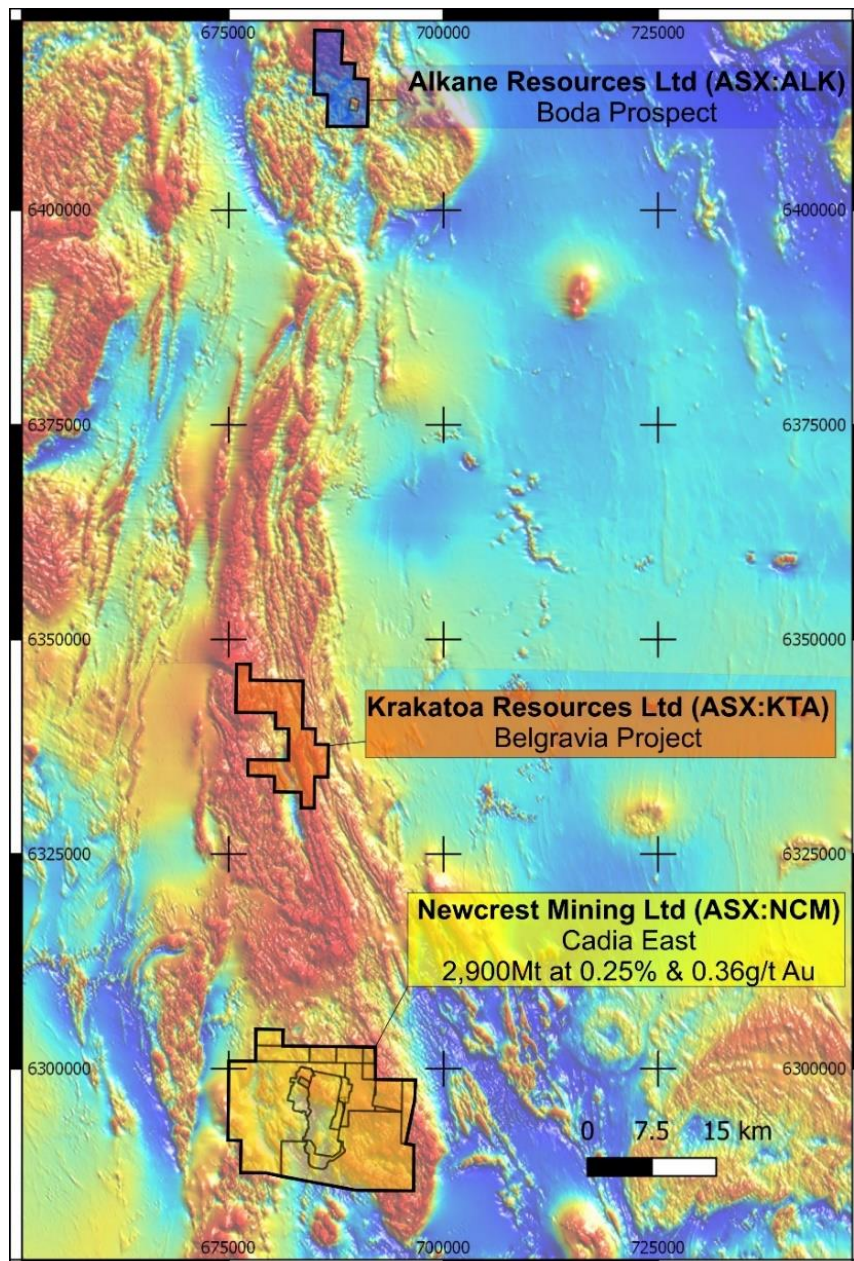 675000 700000 725000
Alkane Resources Ltd (ASX:ALK)
Boda Prospect
6400000 6400000
6375000 6375000
6350000 6350000
Krakatoa Resources Ltd (ASX:KTA)
Belgravia Project
6325000 6325000
Newcrest Mining Ltd (ASX:NCM)
Cadia East
2,900Mt at 0.25% & 0.36g/t Au
6300000 6300000
0 7.5 15 km
675000 700000 725000